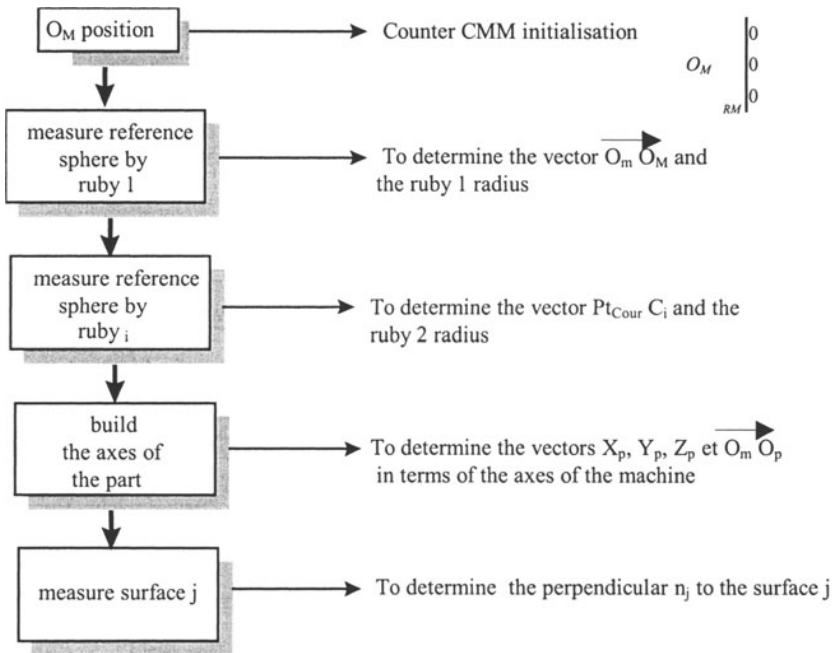 O_M position
Counter CMM initialisation
0
O_M 0
0
RM
measure reference
sphere by
ruby 1
To determine the vector O_m O_M and
the ruby 1 radius
measure reference
sphere by
ruby i
To determine the vector Pt_Cour C_i and the
ruby 2 radius
build
the axes of
the part
To determine the vectors X_p, Y_p, Z_p et O_m O_p
in terms of the axes of the machine
measure surface j
To determine the perpendicular n_j to the surface j